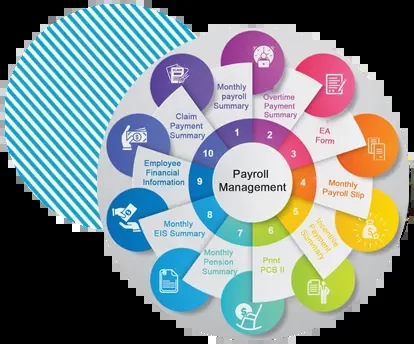 Payroll
Management
1
Monthly
payroll
Summary
2
Overtime
Payment
Summary
3
EA
Form
4
Monthly
Payroll Slip
5
Incentive
Payment
Summary
6
Print
PCB II
7
Monthly
Pension
Summary
8
Monthly
EIS Summary
9
Employee
Financial
Information
10
Claim
Payment
Summary